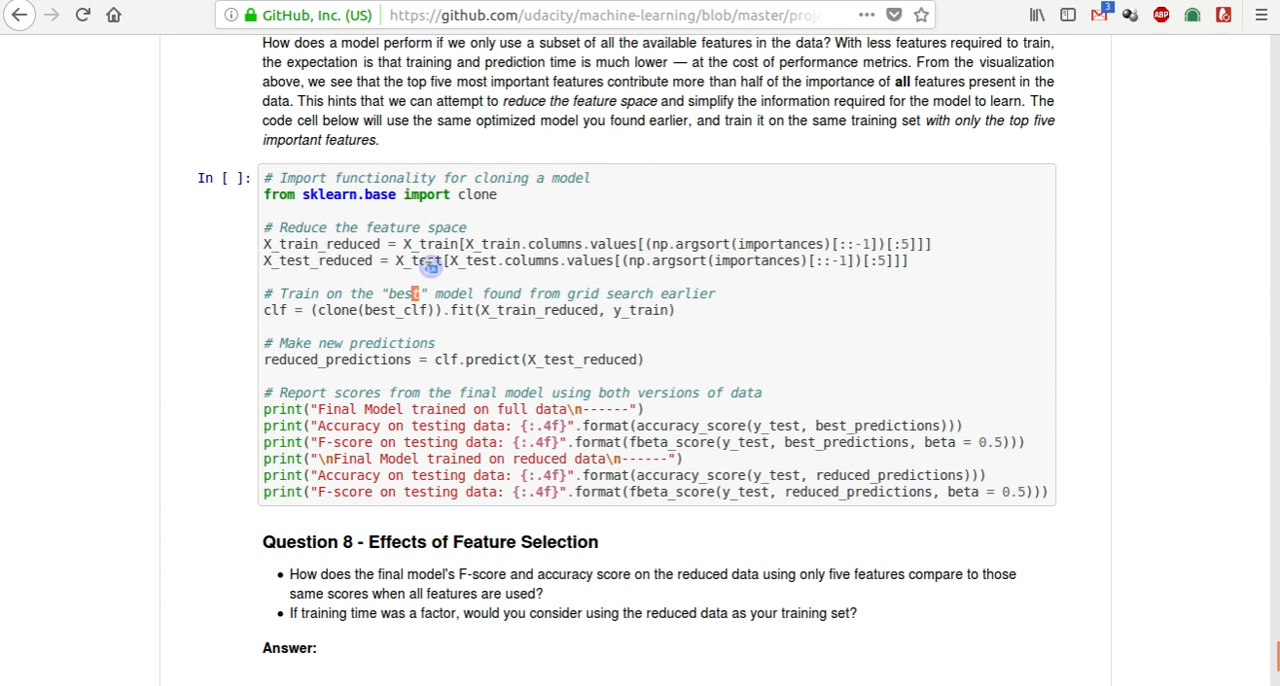 GitHub, Inc. (US) https://github.com/udacity/machine-learning/blob/master/proje 3 ABP
How does a model perform if we only use a subset of all the available features in the data? With less features required to train,
the expectation is that training and prediction time is much lower — at the cost of performance metrics. From the visualization
above, we see that the top five most important features contribute more than half of the importance of all features present in the
data. This hints that we can attempt to reduce the feature space and simplify the information required for the model to learn. The
code cell below will use the same optimized model you found earlier, and train it on the same training set with only the top five
important features.
In [ ]: # Import functionality for cloning a model
from sklearn.base import clone
# Reduce the feature space
X_train_reduced = X_train[X_train.columns.values[(np.argsort(importances)[::-1])[:5]]]
X_test_reduced = X_test[X_test.columns.values[(np.argsort(importances)[::-1])[:5]]]
# Train on the "best" model found from grid search earlier
clf = (clone(best_clf)).fit(X_train_reduced, y_train)
# Make new predictions
reduced_predictions = clf.predict(X_test_reduced)
# Report scores from the final model using both versions of data
print("Final Model trained on full data\n------")
print("Accuracy on testing data: {:.4f}".format(accuracy_score(y_test, best_predictions)))
print("F-score on testing data: {:.4f}".format(fbeta_score(y_test, best_predictions, beta = 0.5)))
print("\nFinal Model trained on reduced data\n------")
print("Accuracy on testing data: {:.4f}".format(accuracy_score(y_test, reduced_predictions)))
print("F-score on testing data: {:.4f}".format(fbeta_score(y_test, reduced_predictions, beta = 0.5)))
Question 8 - Effects of Feature Selection
• How does the final model's F-score and accuracy score on the reduced data using only five features compare to those
same scores when all features are used?
• If training time was a factor, would you consider using the reduced data as your training set?
Answer: